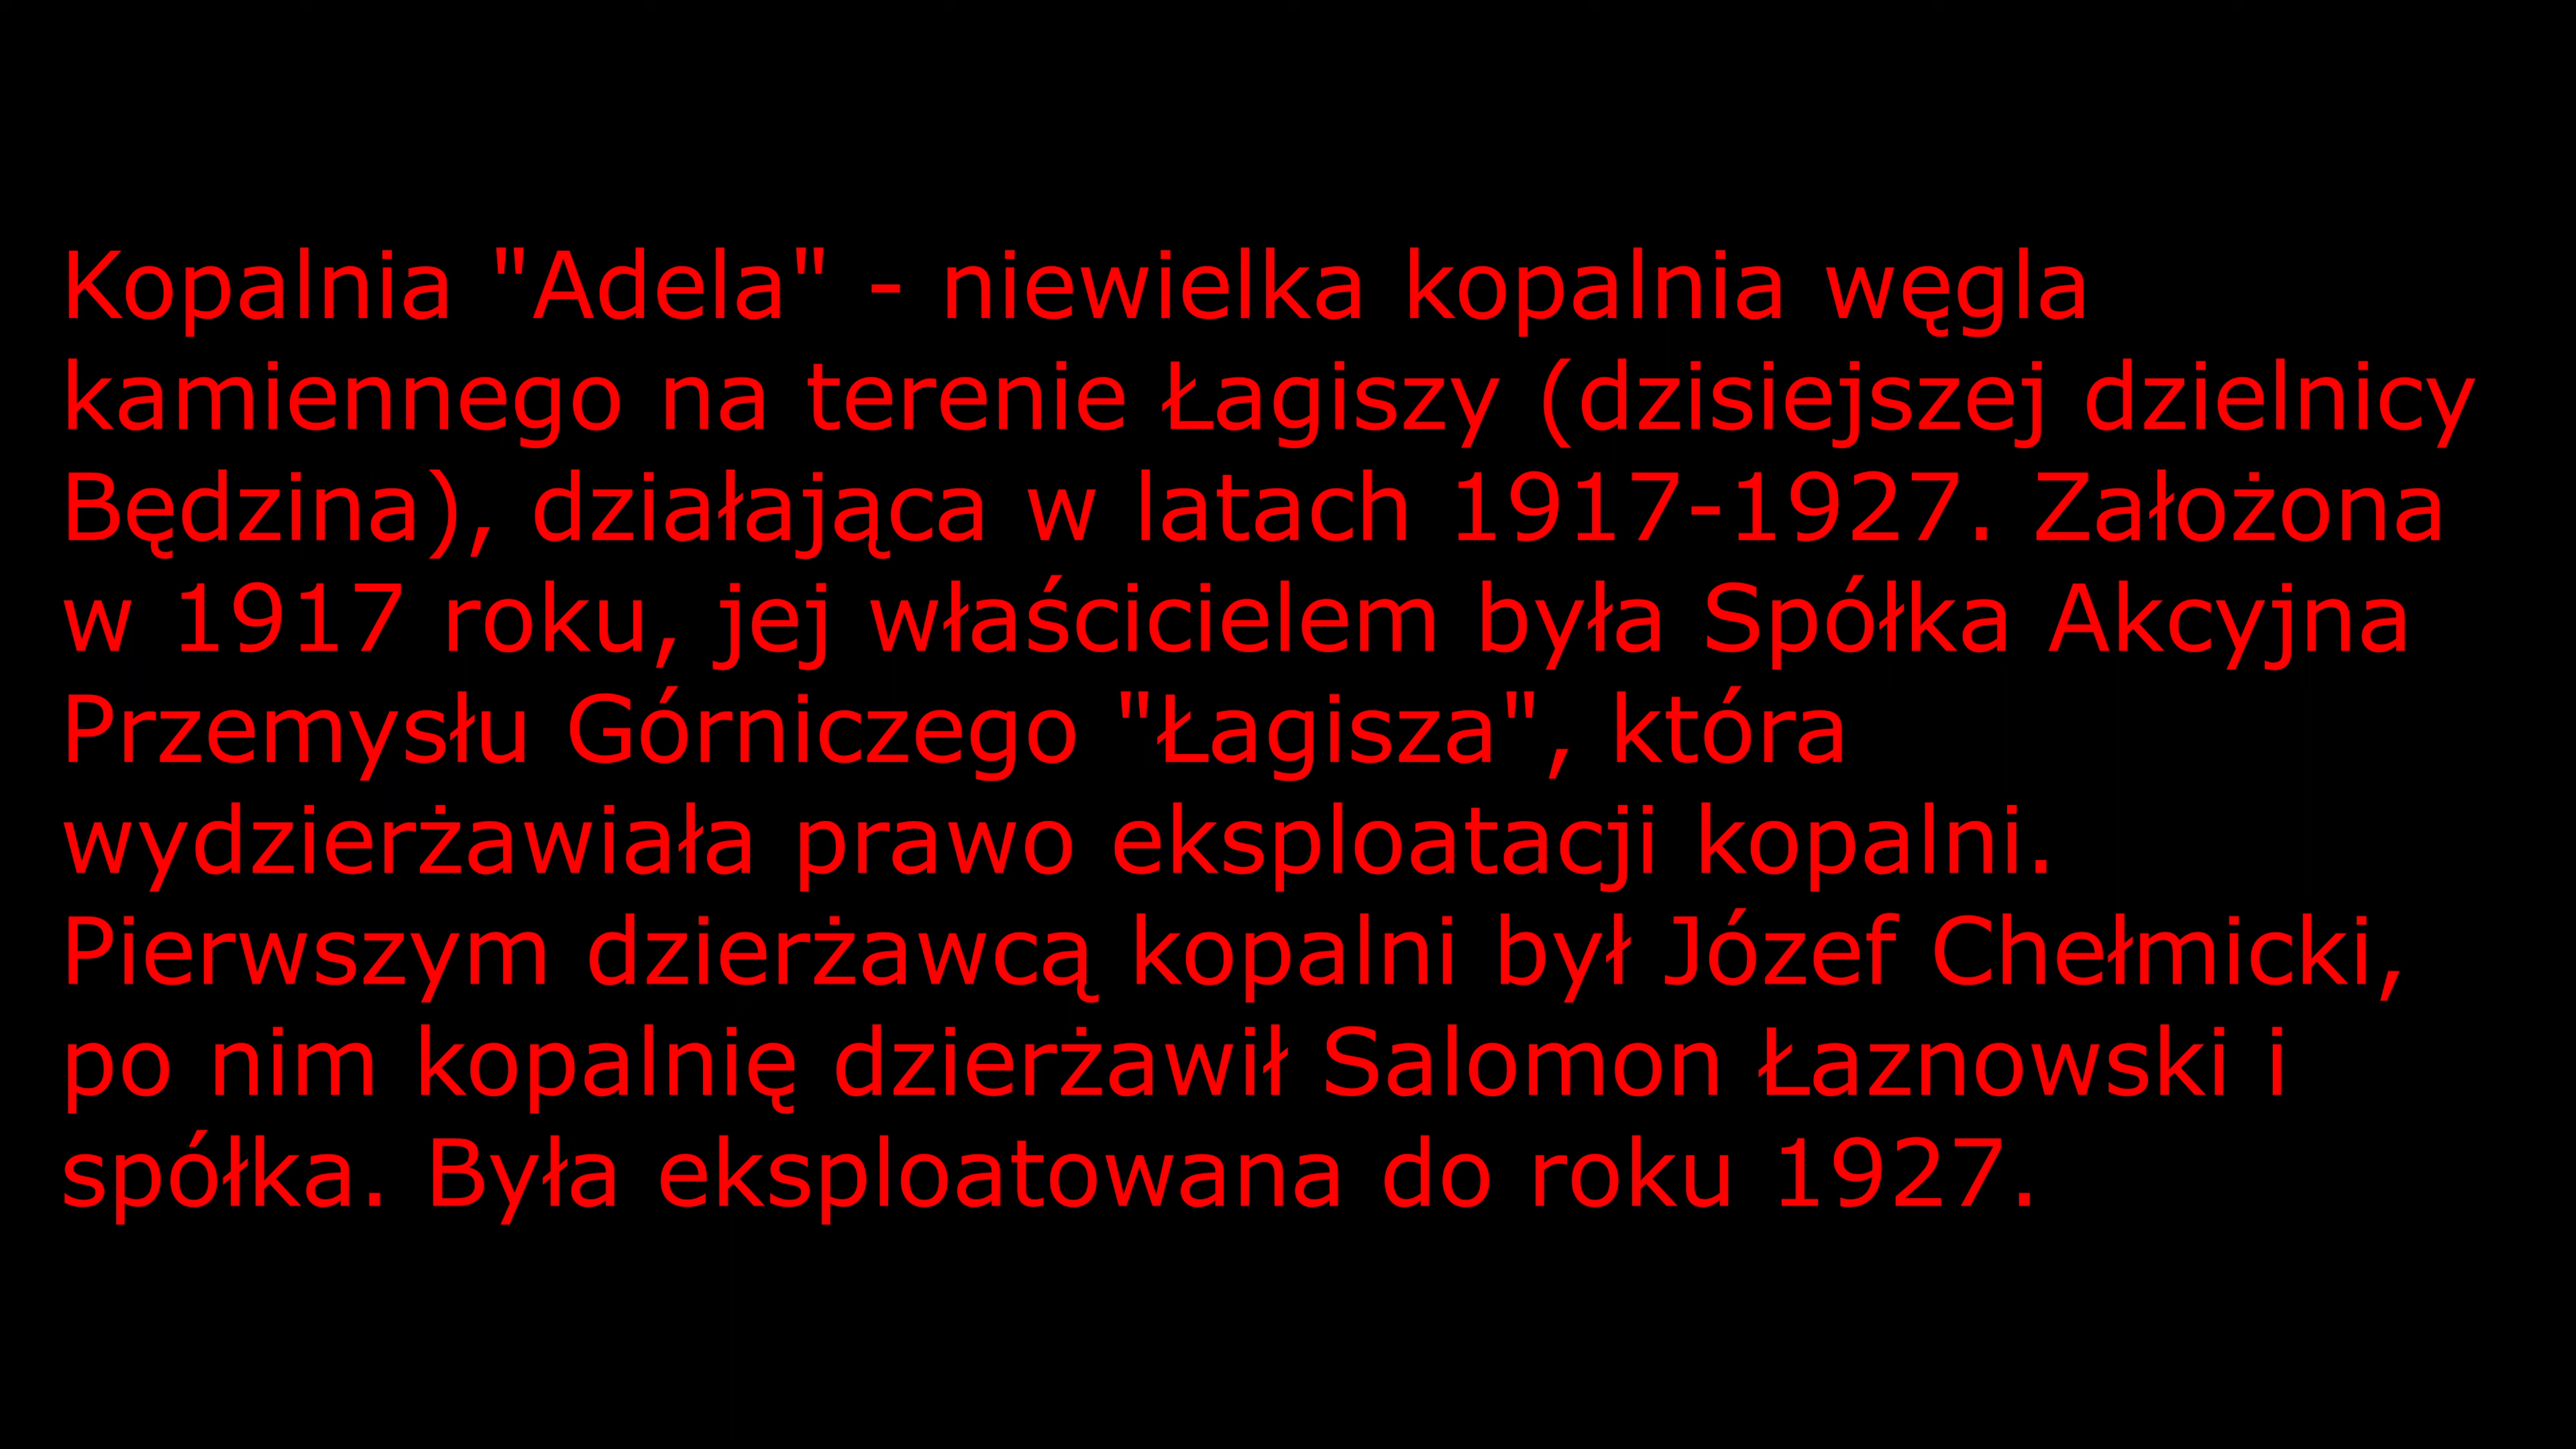 Kopalnia "Adela" - niewielka kopalnia węgla
kamiennego na terenie Łagiszy (dzisiejszej dzielnicy
Będzina), działająca w latach 1917-1927. Założona
w 1917 roku, jej właścicielem była Spółka Akcyjna
Przemysłu Górniczego "Łagisza", która
wydzierżawiała prawo eksploatacji kopalni.
Pierwszym dzierżawcą kopalni był Józef Chełmicki,
po nim kopalnię dzierżawił Salomon Łaznowski i
spółka. Była eksploatowana do roku 1927.